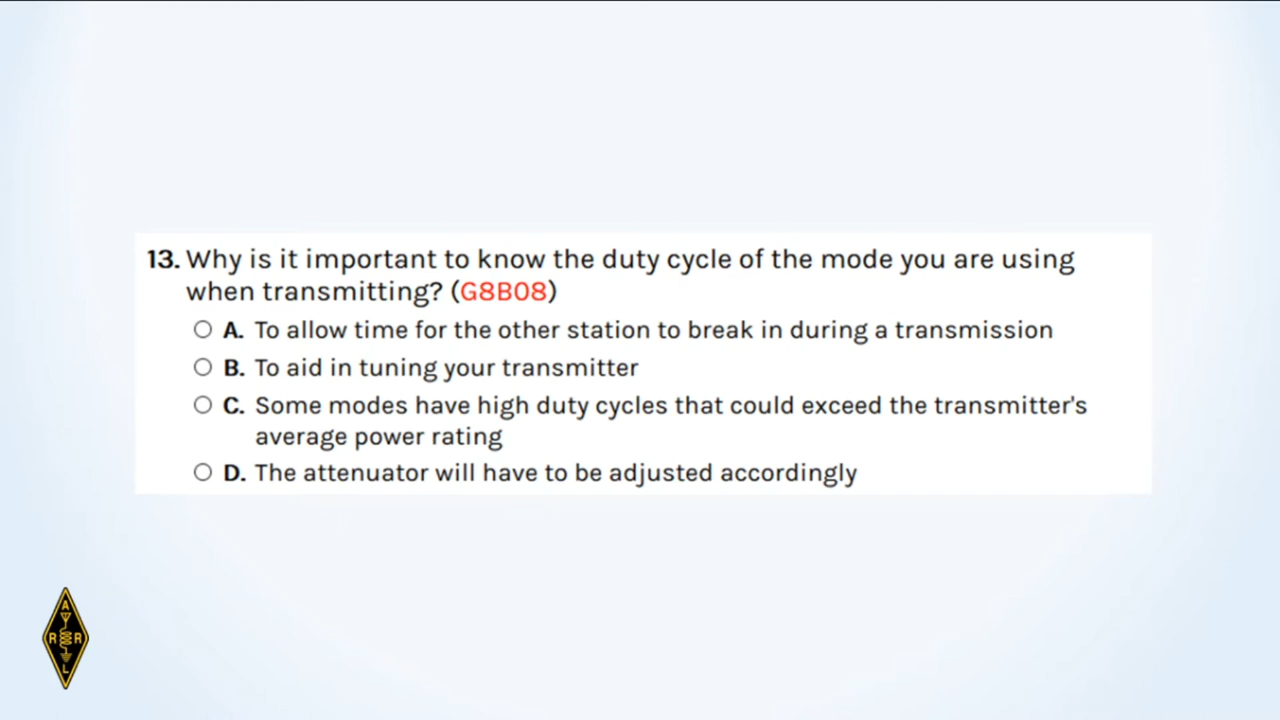 13. Why is it important to know the duty cycle of the mode you are using
when transmitting? (G8B08)
A. To allow time for the other station to break in during a transmission
B. To aid in tuning your transmitter
C. Some modes have high duty cycles that could exceed the transmitter's
average power rating
D. The attenuator will have to be adjusted accordingly
A
R R
L